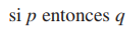 si p entonces q